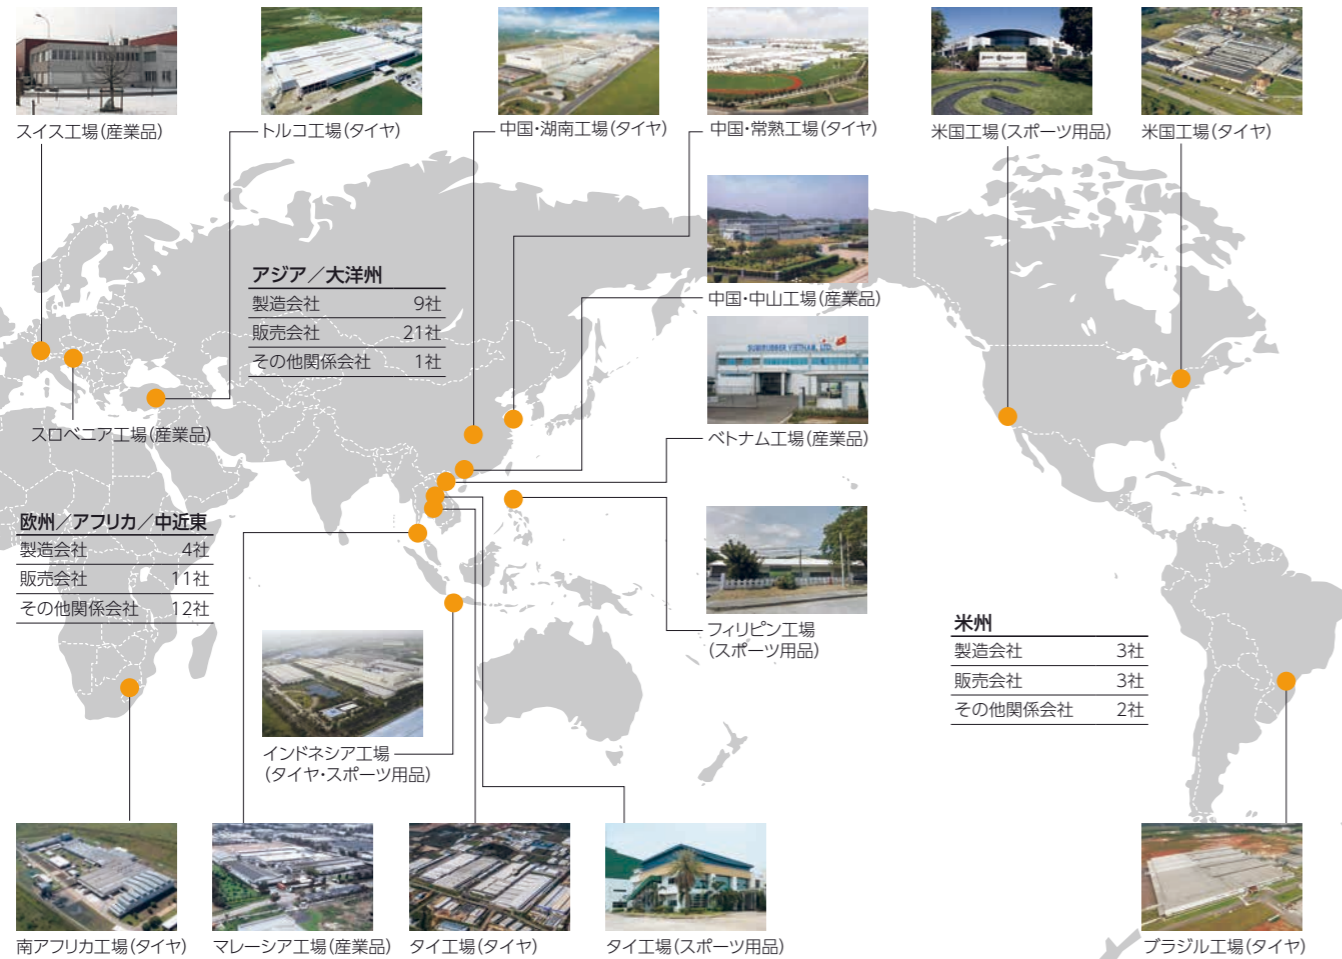 スイス工場(産業品)
トルコ工場(タイヤ)
中国・湖南工場(タイヤ)
中国・常熟工場(タイヤ)
米国工場(スポーツ用品)
米国工場(タイヤ)
アジア/大洋州
製造会社 9社
販売会社 21社
その他関係会社 1社
中国・中山工場(産業品)
SUMIRUBBER VIETNAM, LTD.
ベトナム工場(産業品)
スロベニア工場(産業品)
欧州/アフリカ/中近東
製造会社 4社
販売会社 11社
その他関係会社 12社
フィリピン工場
(スポーツ用品)
米州
製造会社 3社
販売会社 3社
その他関係会社 2社
インドネシア工場
(タイヤ・スポーツ用品)
南アフリカ工場(タイヤ)
マレーシア工場(産業品)
タイ工場(タイヤ)
タイ工場(スポーツ用品)
ブラジル工場(タイヤ)